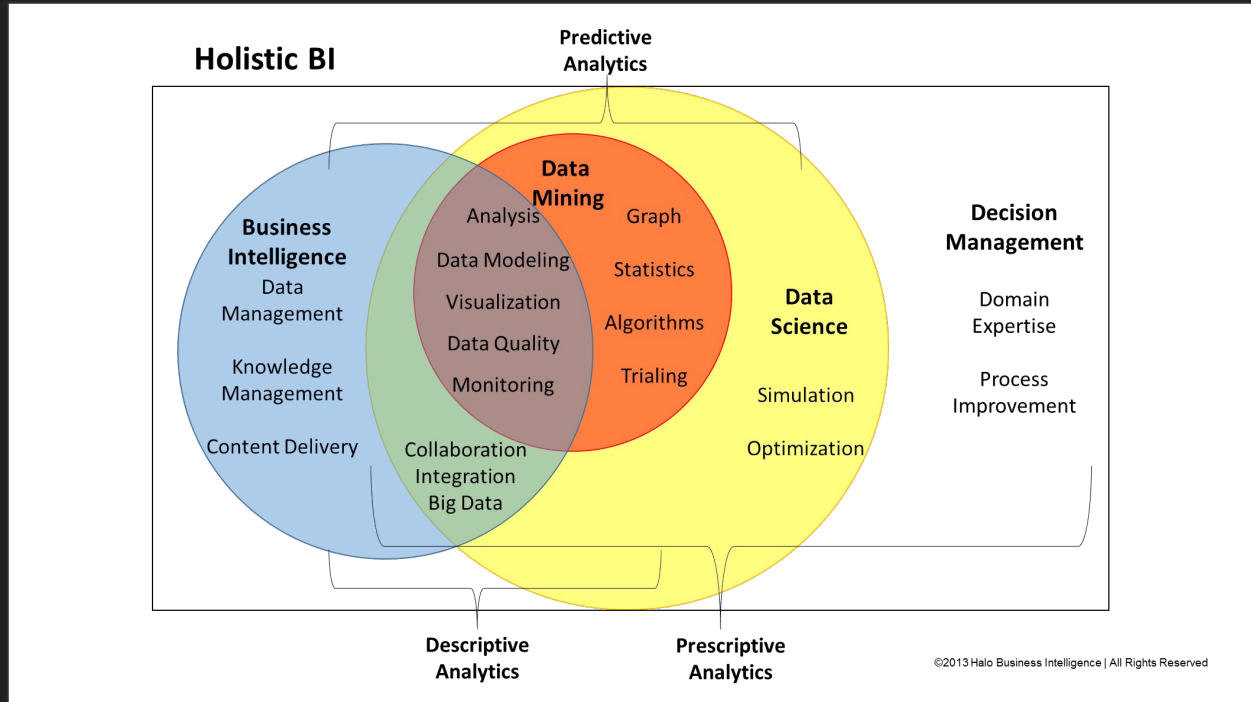 Holistic BI
Predictive
Analytics
Data
Mining
Business
Intelligence
Data
Management
Knowledge
Management
Content Delivery
Analysis
Data Modeling
Visualization
Data Quality
Monitoring
Collaboration
Integration
Big Data
Graph
Statistics
Algorithms
Trialing
Data
Science
Simulation
Optimization
Decision
Management
Domain
Expertise
Process
Improvement
Descriptive
Analytics
Prescriptive
Analytics
©2013 Halo Business Intelligence | All Rights Reserved